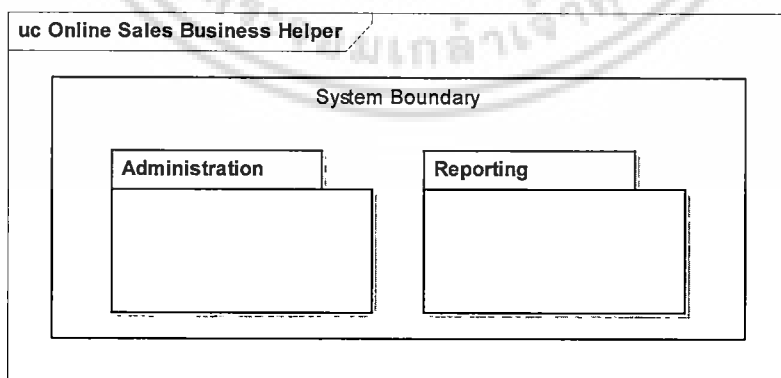 uc Online Sales Business Helper
System Boundary
Administration
Reporting